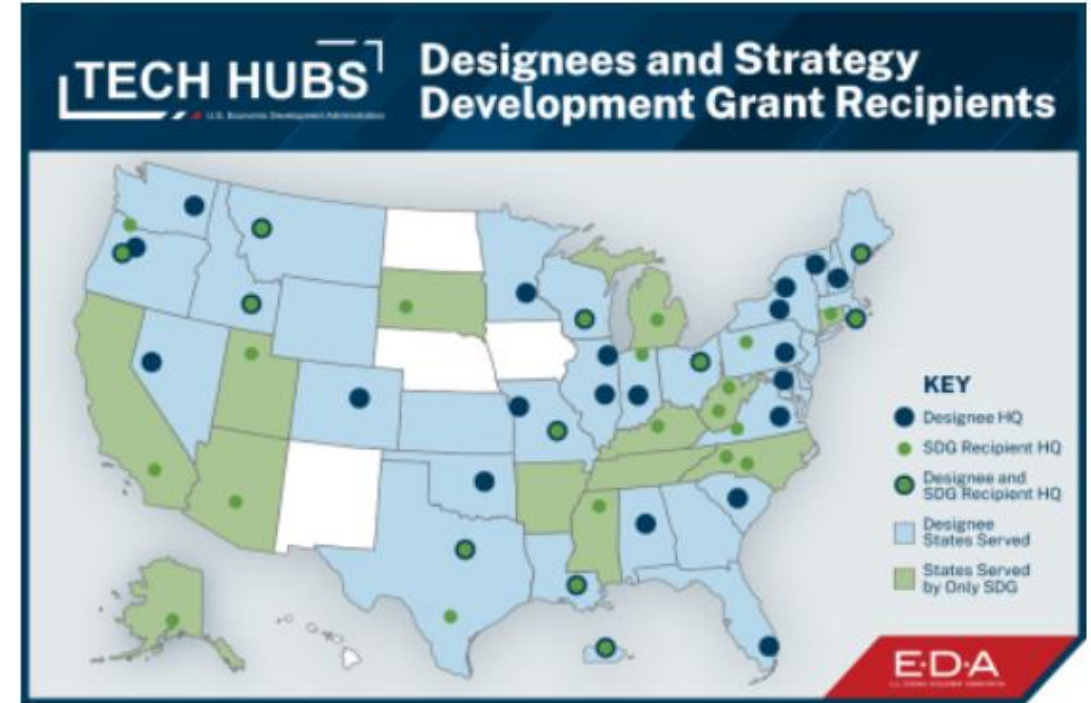 TECH HUBS
U.S. Economic Development Administration
Designees and Strategy
Development Grant Recipients
KEY
Designee HQ
SDG Recipient HQ
Designee and
SDG Recipient HQ
Designee
States Served
States Served
by Only SDG
E·D·A